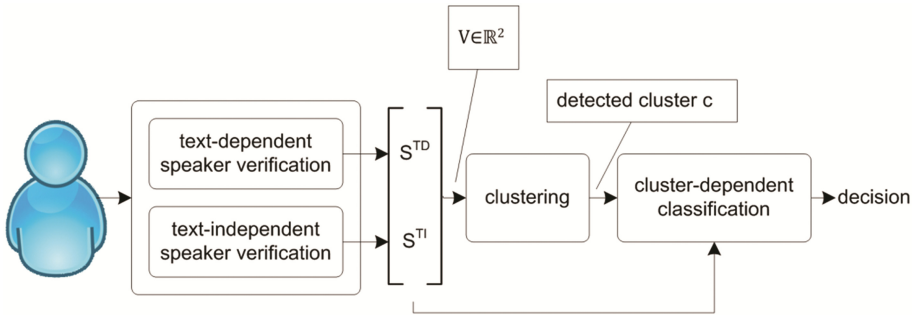 V∈ℝ²
detected cluster c
text-dependent
speaker verification
S^TD
clustering
cluster-dependent
classification
decision
text-independent
speaker verification
S^TI